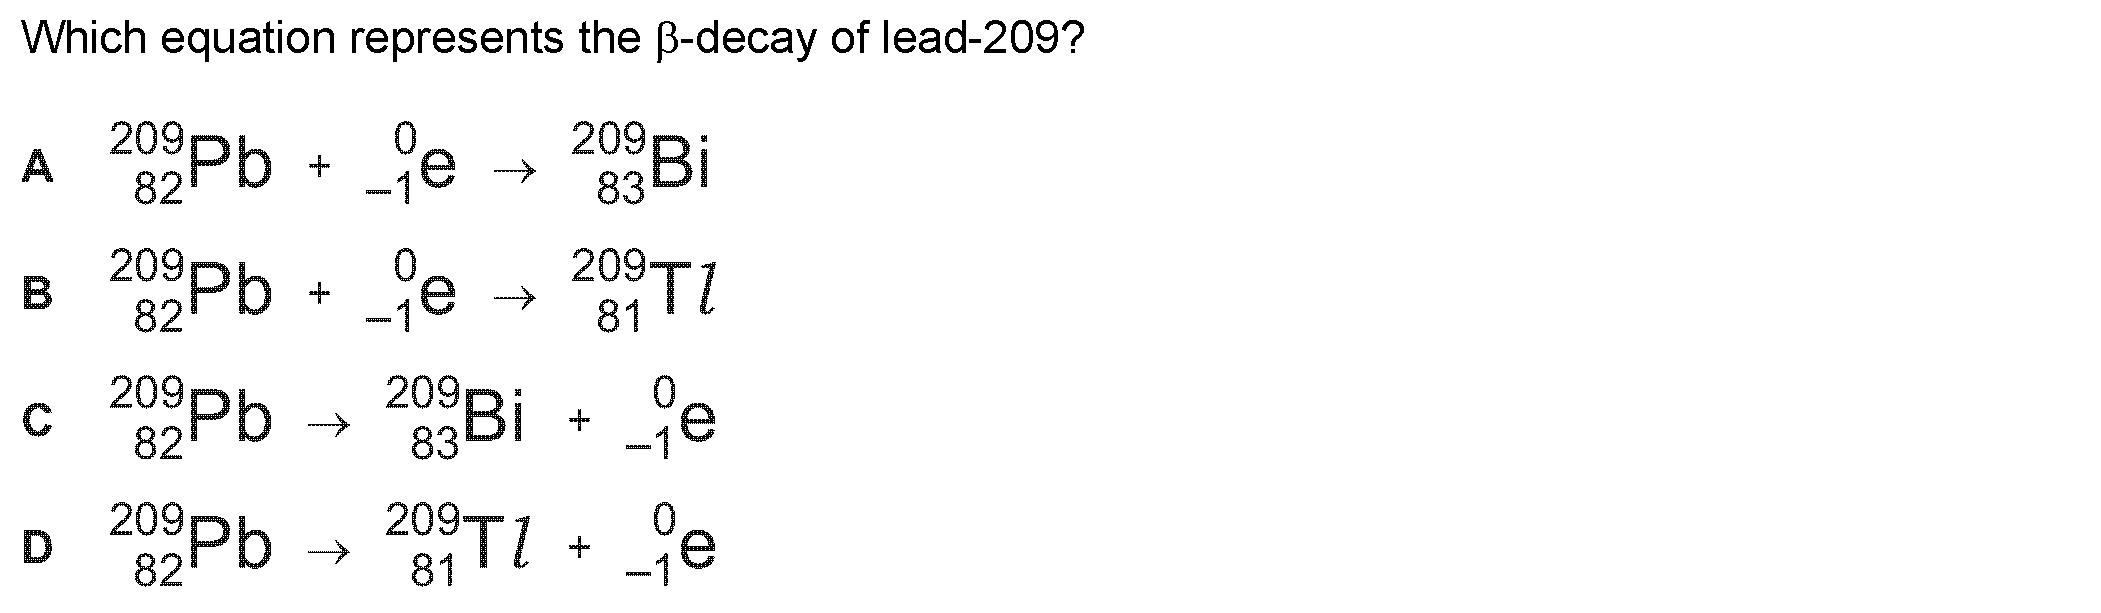 Which equation represents the β-decay of lead-209?
A $^{209}_{82}$Pb + $^{0}_{–1}$e → $^{209}_{83}$Bi
B $^{209}_{82}$Pb + $^{0}_{–1}$e → $^{209}_{81}$Tl
C $^{209}_{82}$Pb → $^{209}_{83}$Bi + $^{0}_{–1}$e
D $^{209}_{82}$Pb → $^{209}_{81}$Tl + $^{0}_{–1}$e